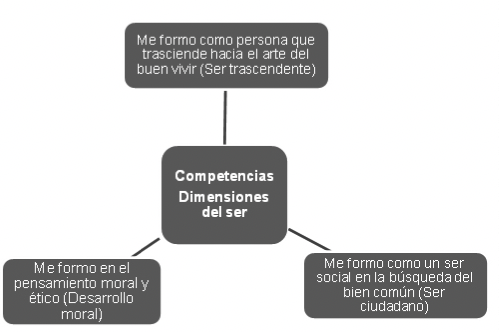 Me formo como persona que
trasciende hacia el arte del
buen vivir (Ser trascendente)
Competencias
Dimensiones
del ser
Me formo en el
pensamiento moral y
ético (Desarrollo
moral)
Me formo como un ser
social en la búsqueda del
bien común (Ser
ciudadano)